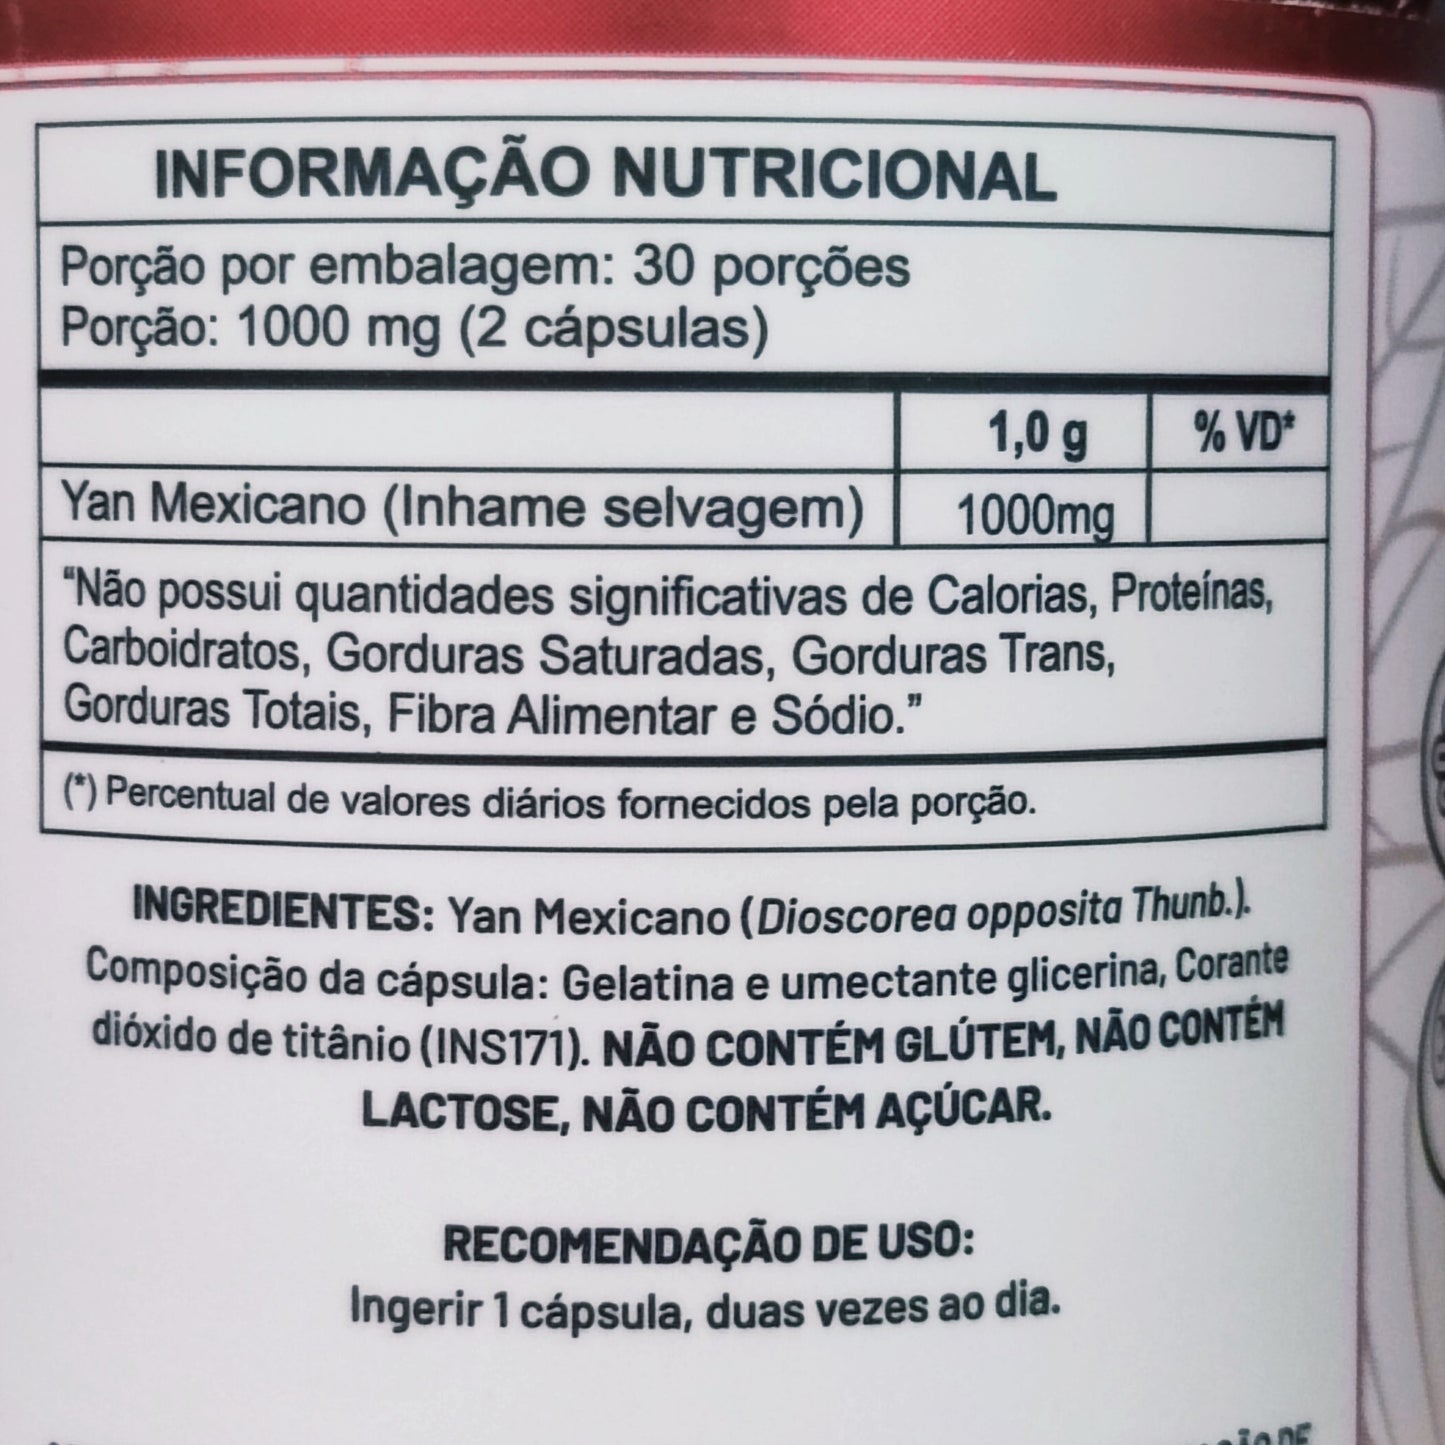 INFORMAÇÃO NUTRICIONAL
Porção por embalagem: 30 porções
Porção: 1000 mg (2 cápsulas)
1,0 g % VD*
Yan Mexicano (Inhame selvagem) 1000mg
“Não possui quantidades significativas de Calorias, Proteínas,
Carboidratos, Gorduras Saturadas, Gorduras Trans,
Gorduras Totais, Fibra Alimentar e Sódio.”
(*) Percentual de valores diários fornecidos pela porção.
INGREDIENTES: Yan Mexicano (Dioscorea opposita Thunb.).
Composição da cápsula: Gelatina e umectante glicerina, Corante
dióxido de titânio (INS171). NÃO CONTÉM GLÚTEM, NÃO CONTÉM
LACTOSE, NÃO CONTÉM AÇÚCAR.
RECOMENDAÇÃO DE USO:
Ingerir 1 cápsula, duas vezes ao dia.